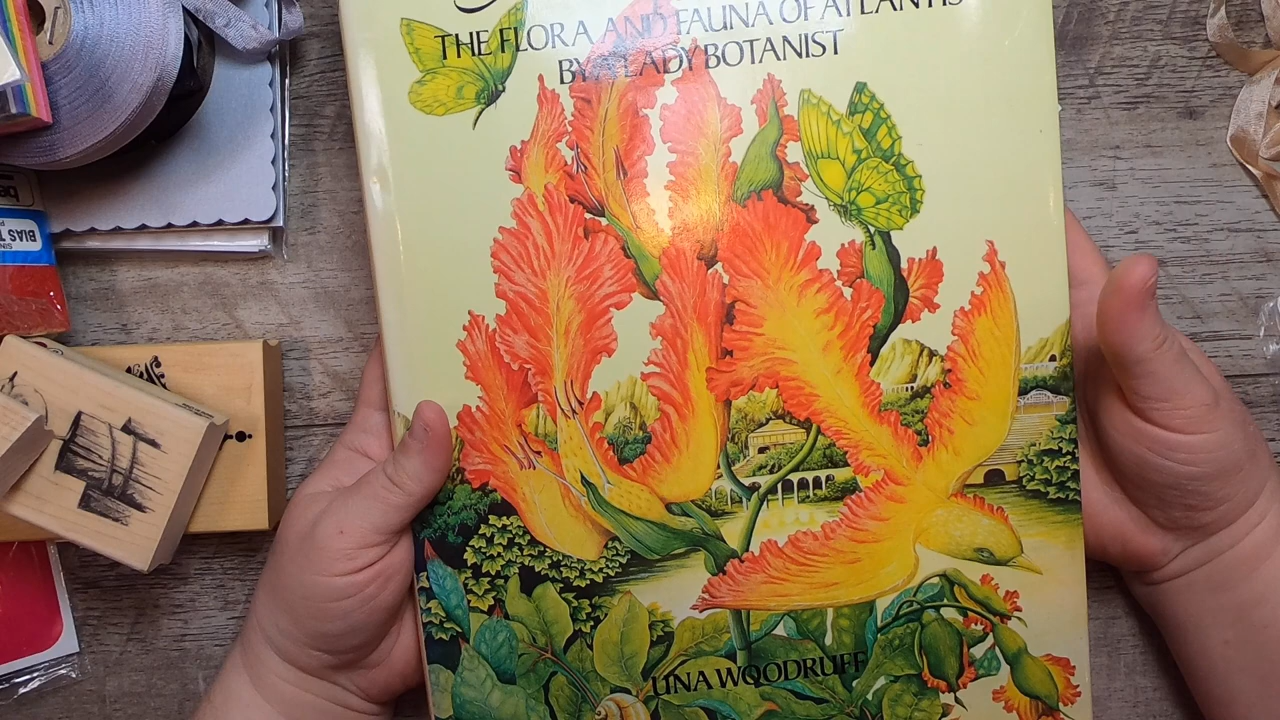 THE FLORA AND FAUNA OF ATLANTIS
BY A LADY BOTANIST
UNA WOODRUFF
BIAS